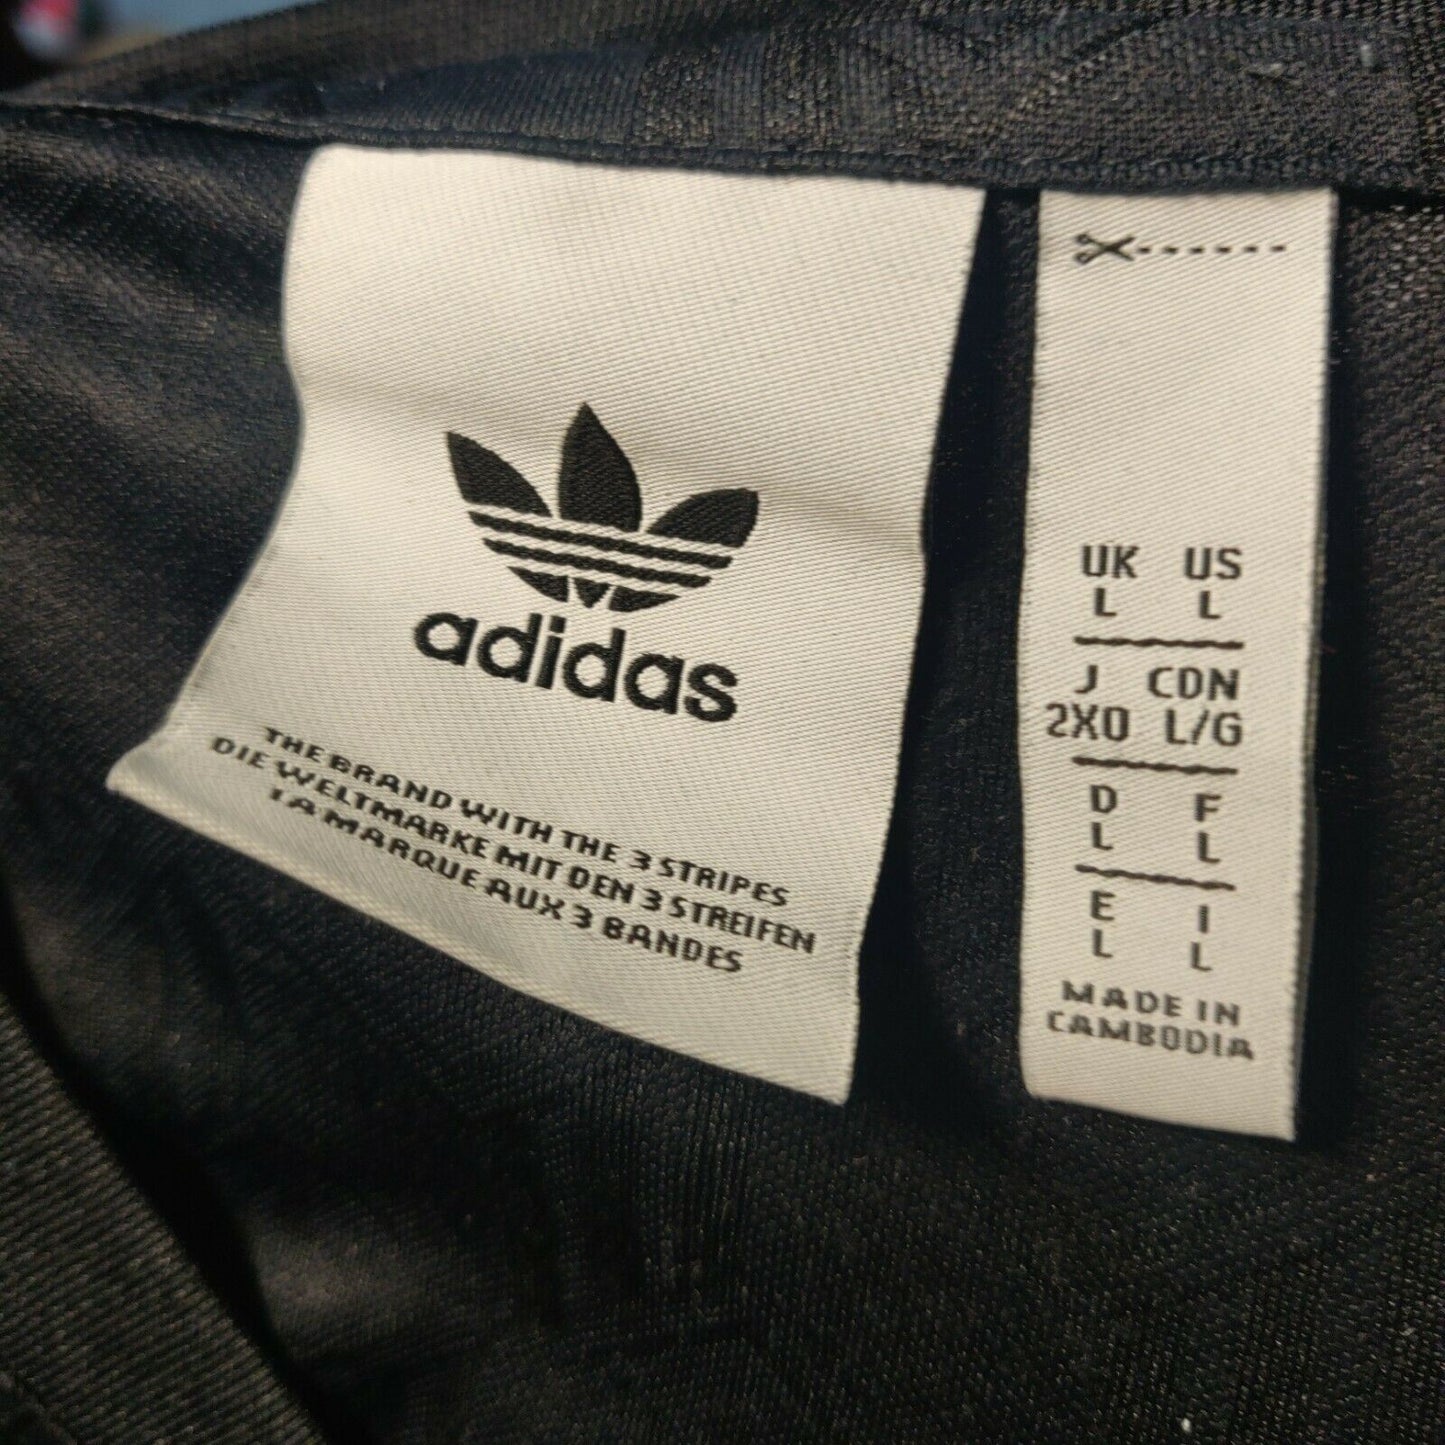 adidas
THE BRAND WITH THE 3 STRIPES
DIE WELTMARKE MIT DEN 3 STREIFEN
LA MARQUE AUX 3 BANDES
UK US
L L
J CDN
2XO L/G
D F
L L
E I
L L
MADE IN
CAMBODIA